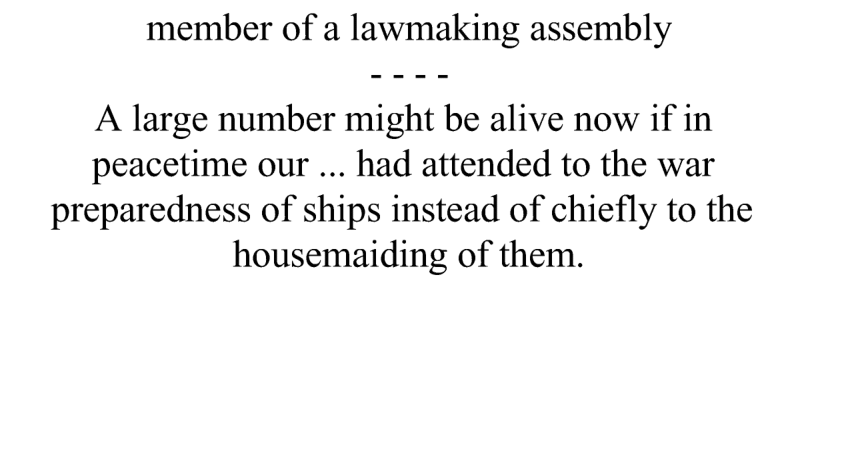 member of a lawmaking assembly
- - - -
A large number might be alive now if in
peacetime our ... had attended to the war
preparedness of ships instead of chiefly to the
housemaiding of them.